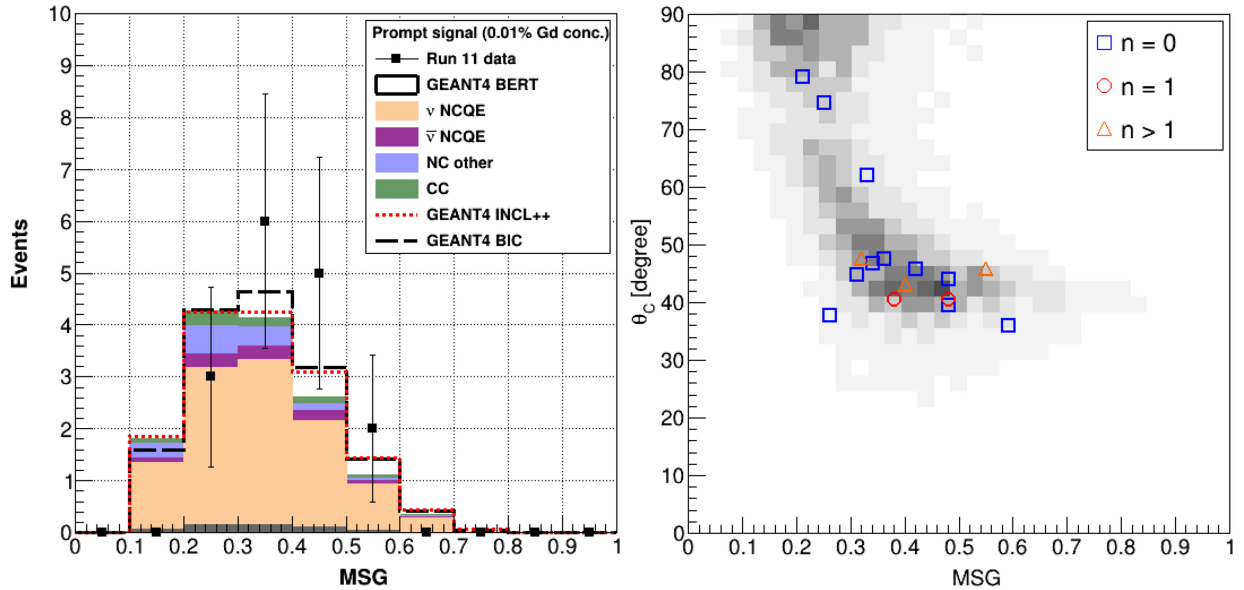 Prompt signal (0.01% Gd conc.)
Run 11 data
GEANT4 BERT
ν NCQE
ν̅ NCQE
NC other
CC
GEANT4 INCL++
GEANT4 BIC
Events
10
9
8
7
6
5
4
3
2
1
0
0 0.1 0.2 0.3 0.4 0.5 0.6 0.7 0.8 0.9 1
MSG
n = 0
n = 1
n > 1
θC [degree]
90
80
70
60
50
40
30
20
10
0
0 0.1 0.2 0.3 0.4 0.5 0.6 0.7 0.8 0.9 1
MSG